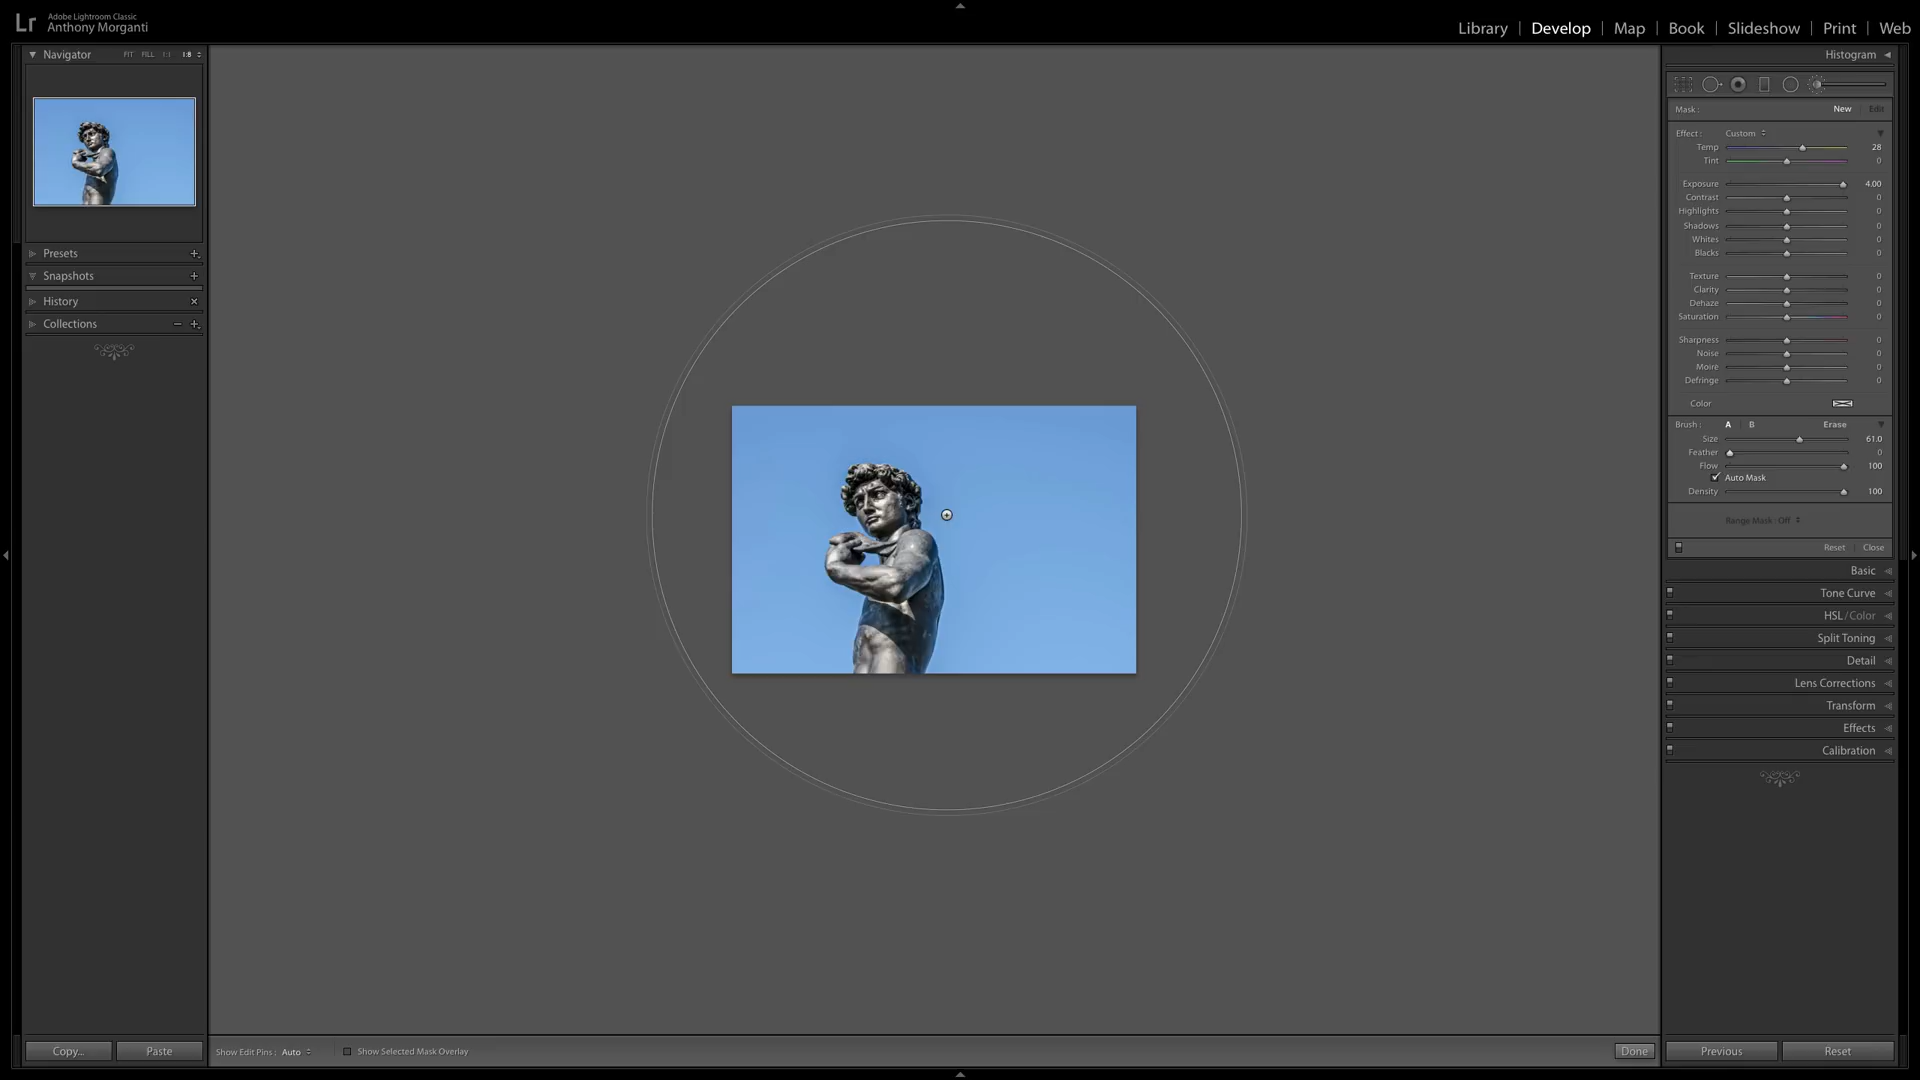 Lr Adobe Lightroom Classic
Anthony Morganti
Library | Develop | Map | Book | Slideshow | Print | Web
Navigator FIT FILL 1:1 1:8
Presets
Snapshots
History
Collections
Copy...
Paste
Show Edit Pins : Auto
Show Selected Mask Overlay
Done
Histogram
Mask : New Edit
Effect : Custom
Temp 28
Tint 0
Exposure 4.00
Contrast 0
Highlights 0
Shadows 0
Whites 0
Blacks 0
Texture 0
Clarity 0
Dehaze 0
Saturation 0
Sharpness 0
Noise 0
Moire 0
Defringe 0
Color
Brush : A B Erase
Size 61.0
Feather 0
Flow 100
Auto Mask
Density 100
Range Mask : Off
Reset Close
Basic
Tone Curve
HSL / Color
Split Toning
Detail
Lens Corrections
Transform
Effects
Calibration
Previous
Reset